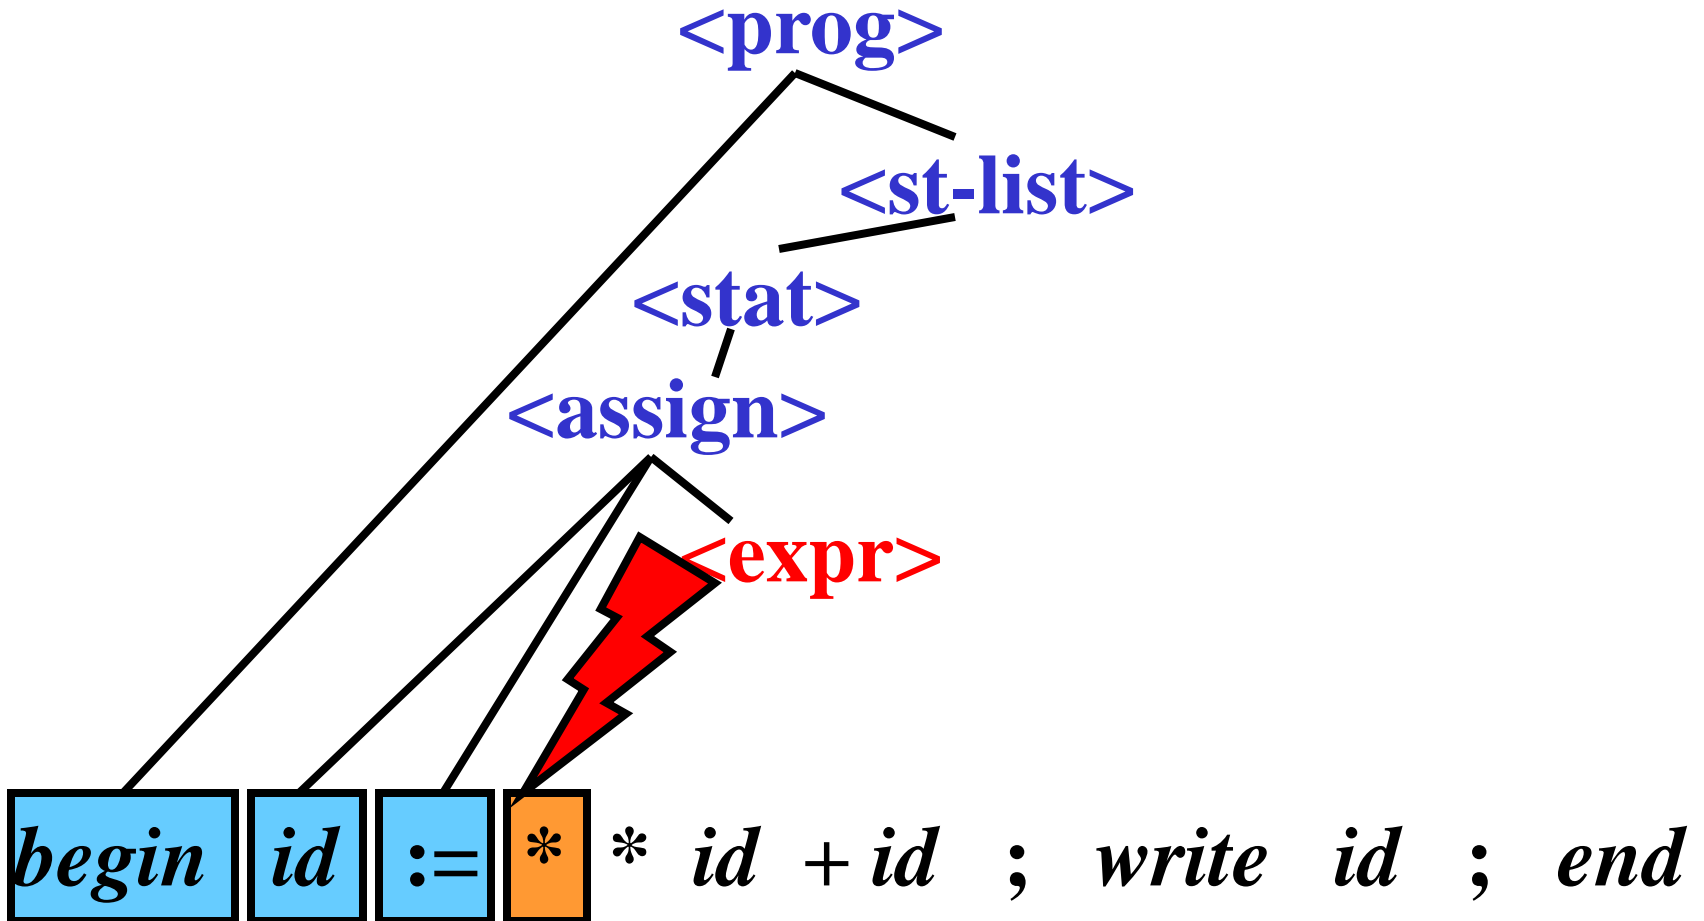 <prog>
<st-list>
<stat>
<assign>
<expr>
begin id := * * id + id ; write id ; end